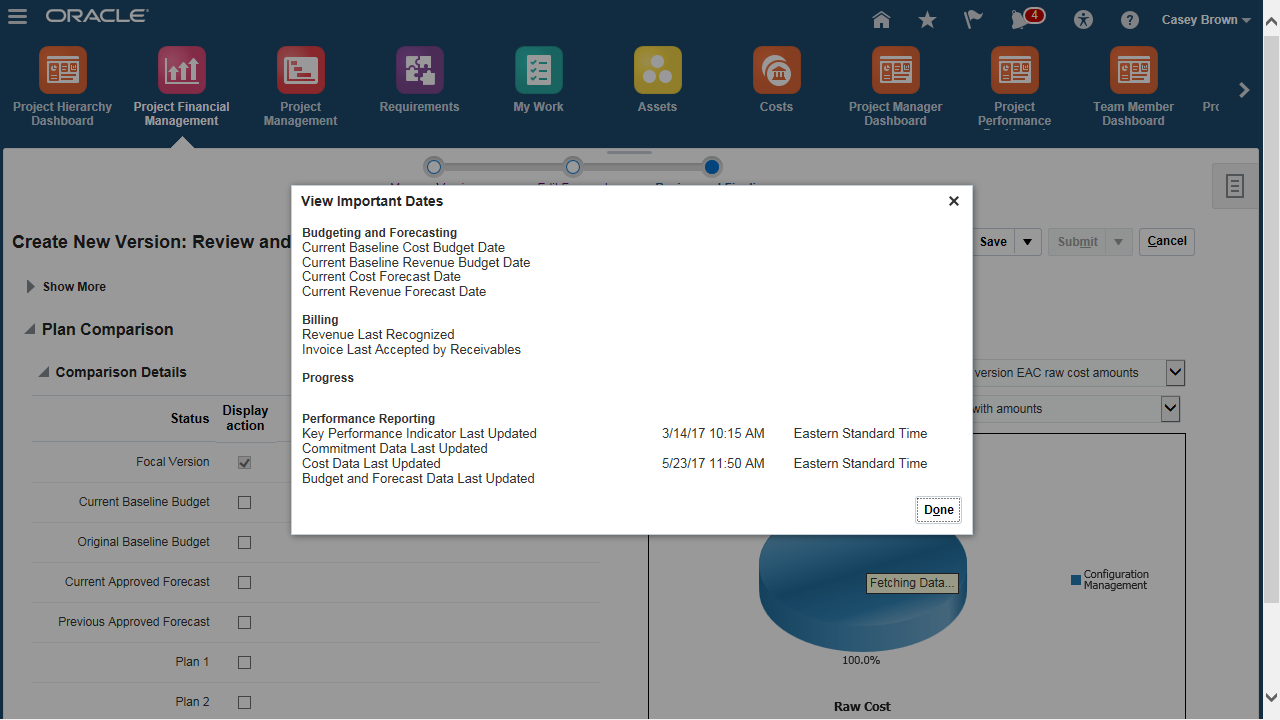 ORACLE
4
Casey Brown
Project Hierarchy
Dashboard
Project Financial
Management
Project
Management
Requirements
My Work
Assets
Costs
Project Manager
Dashboard
Project
Performance
Team Member
Dashboard
View Important Dates
Budgeting and Forecasting
Current Baseline Cost Budget Date
Current Baseline Revenue Budget Date
Current Cost Forecast Date
Current Revenue Forecast Date
Billing
Revenue Last Recognized
Invoice Last Accepted by Receivables
Progress
Performance Reporting
Key Performance Indicator Last Updated 3/14/17 10:15 AM Eastern Standard Time
Commitment Data Last Updated
Cost Data Last Updated 5/23/17 11:50 AM Eastern Standard Time
Budget and Forecast Data Last Updated
Done
Create New Version: Review and
Save
Submit
Cancel
Show More
Plan Comparison
Comparison Details
version EAC raw cost amounts
with amounts
Status
Display
action
Focal Version
Current Baseline Budget
Original Baseline Budget
Current Approved Forecast
Previous Approved Forecast
Plan 1
Plan 2
Fetching Data...
Configuration
Management
100.0%
Raw Cost